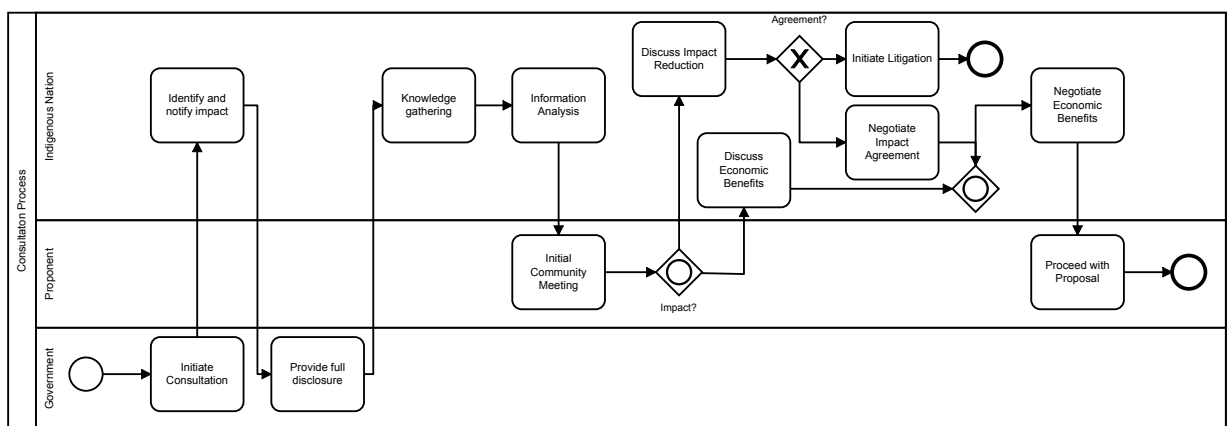 Consultaton Process
Indigenous Nation
Identify and
notify impact
Knowledge
gathering
Information
Analysis
Discuss Impact
Reduction
Agreement?
Initiate Litigation
Negotiate
Impact
Agreement
Discuss
Economic
Benefits
Negotiate
Economic
Benefits
Proponent
Initial
Community
Meeting
Impact?
Proceed with
Proposal
Government
Initiate
Consultation
Provide full
disclosure